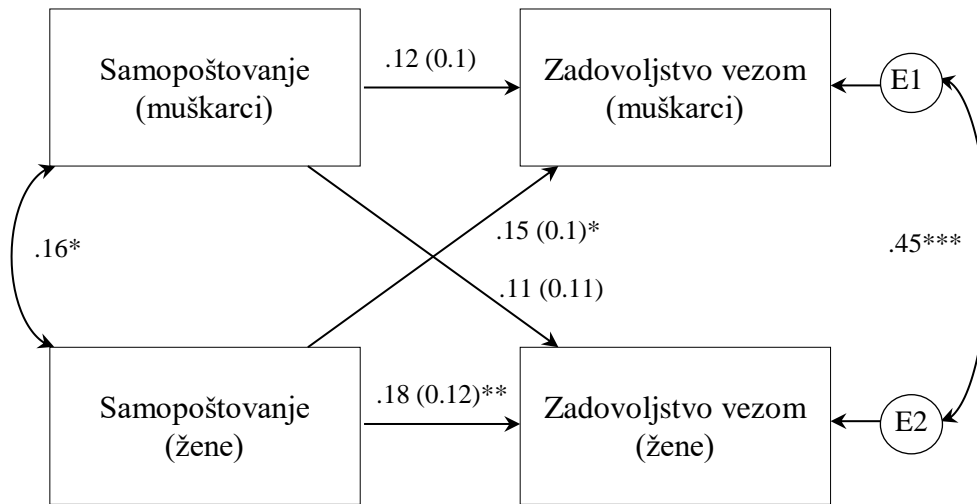 Samopoštovanje
(muškarci)
.12 (0.1)
Zadovoljstvo vezom
(muškarci)
E1
.16*
.15 (0.1)*
.11 (0.11)
.45***
Samopoštovanje
(žene)
.18 (0.12)**
Zadovoljstvo vezom
(žene)
E2